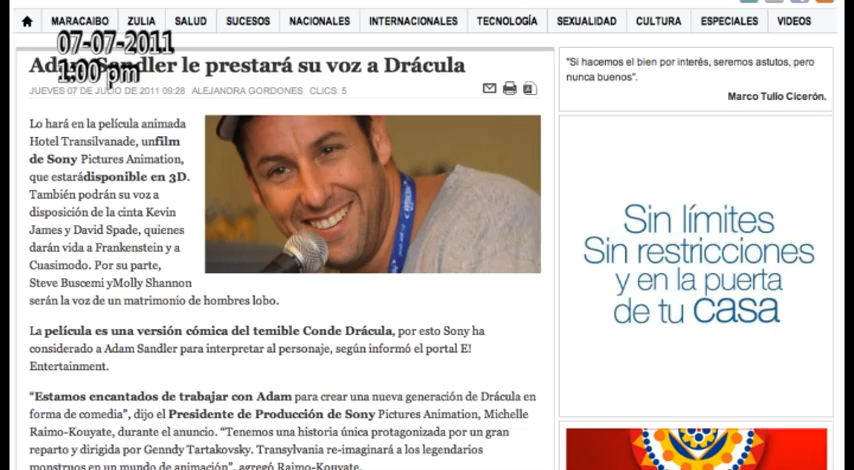 MARACAIBO ZULIA SALUD SUCESOS NACIONALES INTERNACIONALES TECNOLOGÍA SEXUALIDAD CULTURA ESPECIALES VIDEOS
07-07-2011
Adam Sandler le prestará su voz a Drácula
1:00 pm
JUEVES 07 DE JULIO DE 2011 09:28 ALEJANDRA GORDONES CLICS: 5
Lo hará en la película animada
Hotel Transilvanade, unfilm
de Sony Pictures Animation,
que estarádisponible en 3D.
También podrán su voz a
disposición de la cinta Kevin
James y David Spade, quienes
darán vida a Frankenstein y a
Cuasimodo. Por su parte,
Steve Buscemi yMolly Shannon
serán la voz de un matrimonio de hombres lobo.
La película es una versión cómica del temible Conde Drácula, por esto Sony ha
considerado a Adam Sandler para interpretar al personaje, según informó el portal E!
Entertainment.
“Estamos encantados de trabajar con Adam para crear una nueva generación de Drácula en
forma de comedia”, dijo el Presidente de Producción de Sony Pictures Animation, Michelle
Raimo-Kouyate, durante el anuncio. “Tenemos una historia única protagonizada por un gran
reparto y dirigida por Genndy Tartakovsky. Transylvania re-imaginará a los legendarios
monstruos en un mundo de animación”, agregó Raimo-Kouyate.
"Si hacemos el bien por interés, seremos astutos, pero
nunca buenos".
Marco Tulio Cicerón.
Sin límites
Sin restricciones
y en la puerta
de tu casa